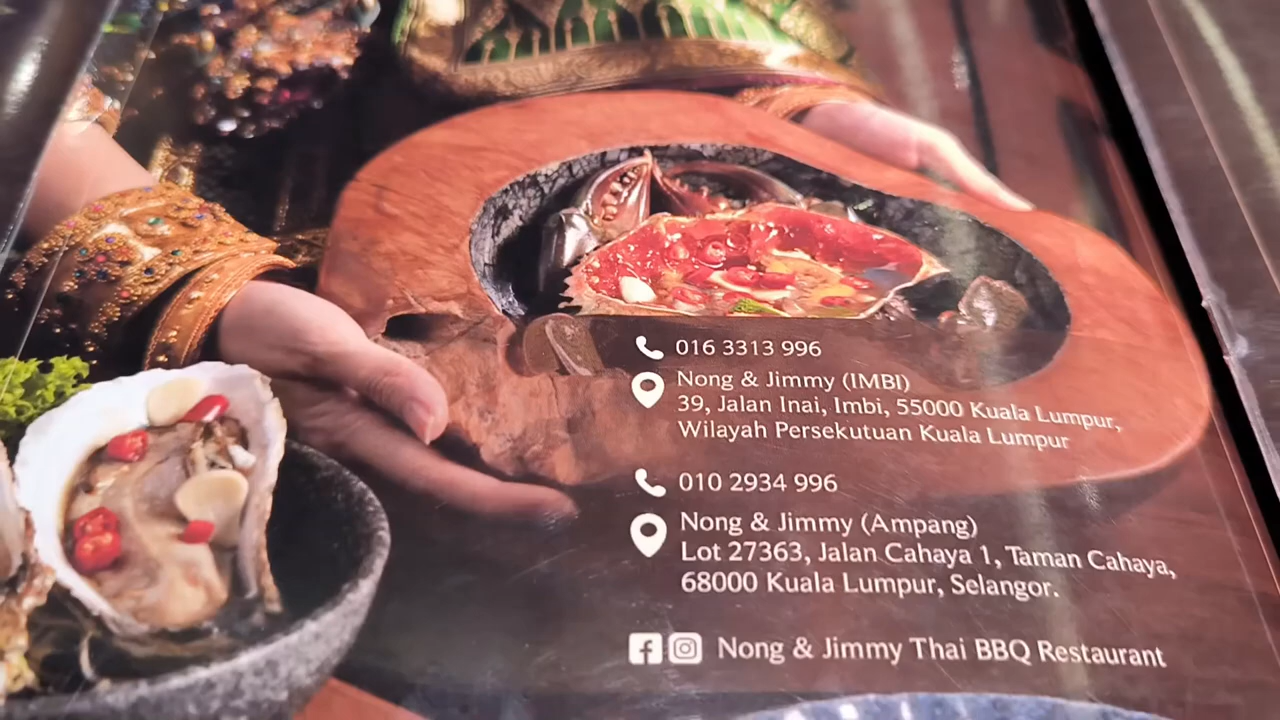 016 3313 996
Nong & Jimmy (IMBI)
39, Jalan Inai, Imbi, 55000 Kuala Lumpur,
Wilayah Persekutuan Kuala Lumpur
010 2934 996
Nong & Jimmy (Ampang)
Lot 27363, Jalan Cahaya 1, Taman Cahaya,
68000 Kuala Lumpur, Selangor.
Nong & Jimmy Thai BBQ Restaurant